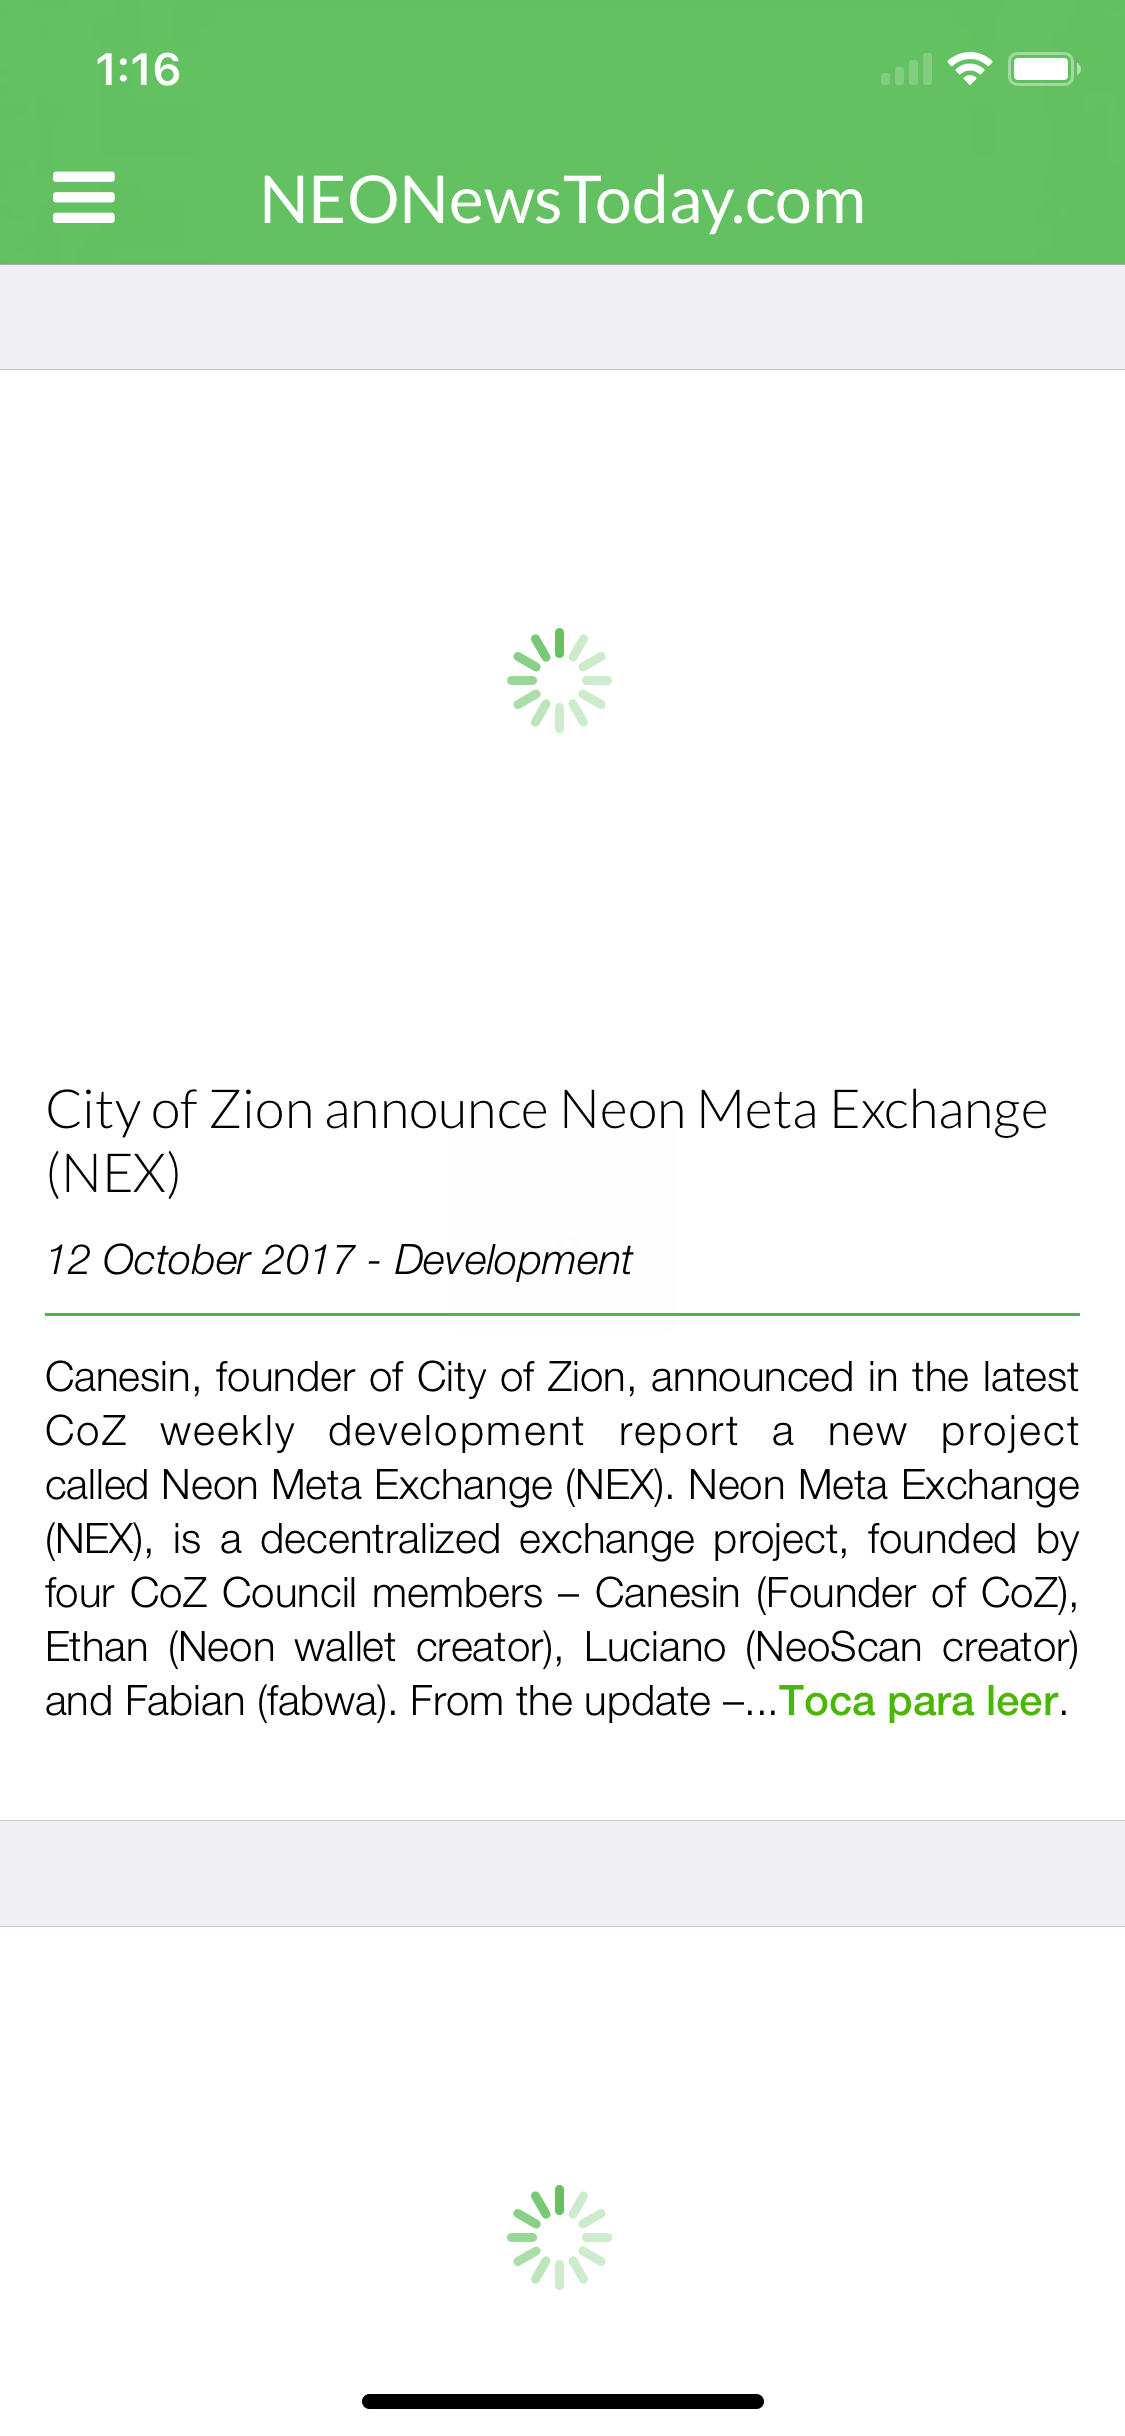 1:16
NEONewsToday.com
City of Zion announce Neon Meta Exchange
(NEX)
12 October 2017 - Development
Canesin, founder of City of Zion, announced in the latest
CoZ weekly development report a new project
called Neon Meta Exchange (NEX). Neon Meta Exchange
(NEX), is a decentralized exchange project, founded by
four CoZ Council members – Canesin (Founder of CoZ),
Ethan (Neon wallet creator), Luciano (NeoScan creator)
and Fabian (fabwa). From the update –...Toca para leer.